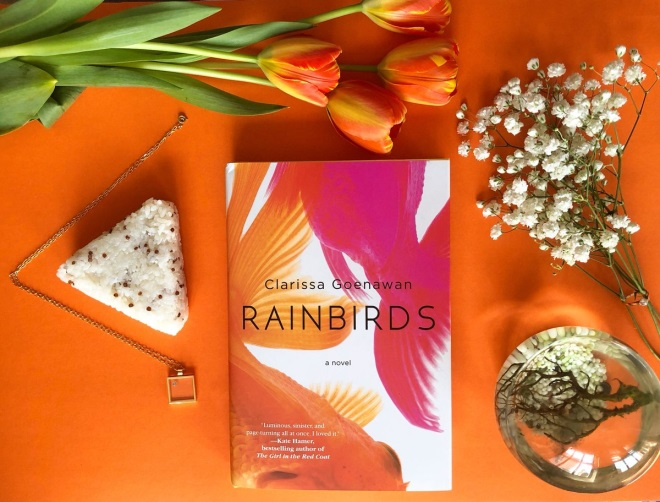 Clarissa Goenawan
RAINBIRDS
a novel
"Luminous, sinister, and
page-turning all at once. I loved it."
—Kate Hamer,
bestselling author of
The Girl in the Red Coat